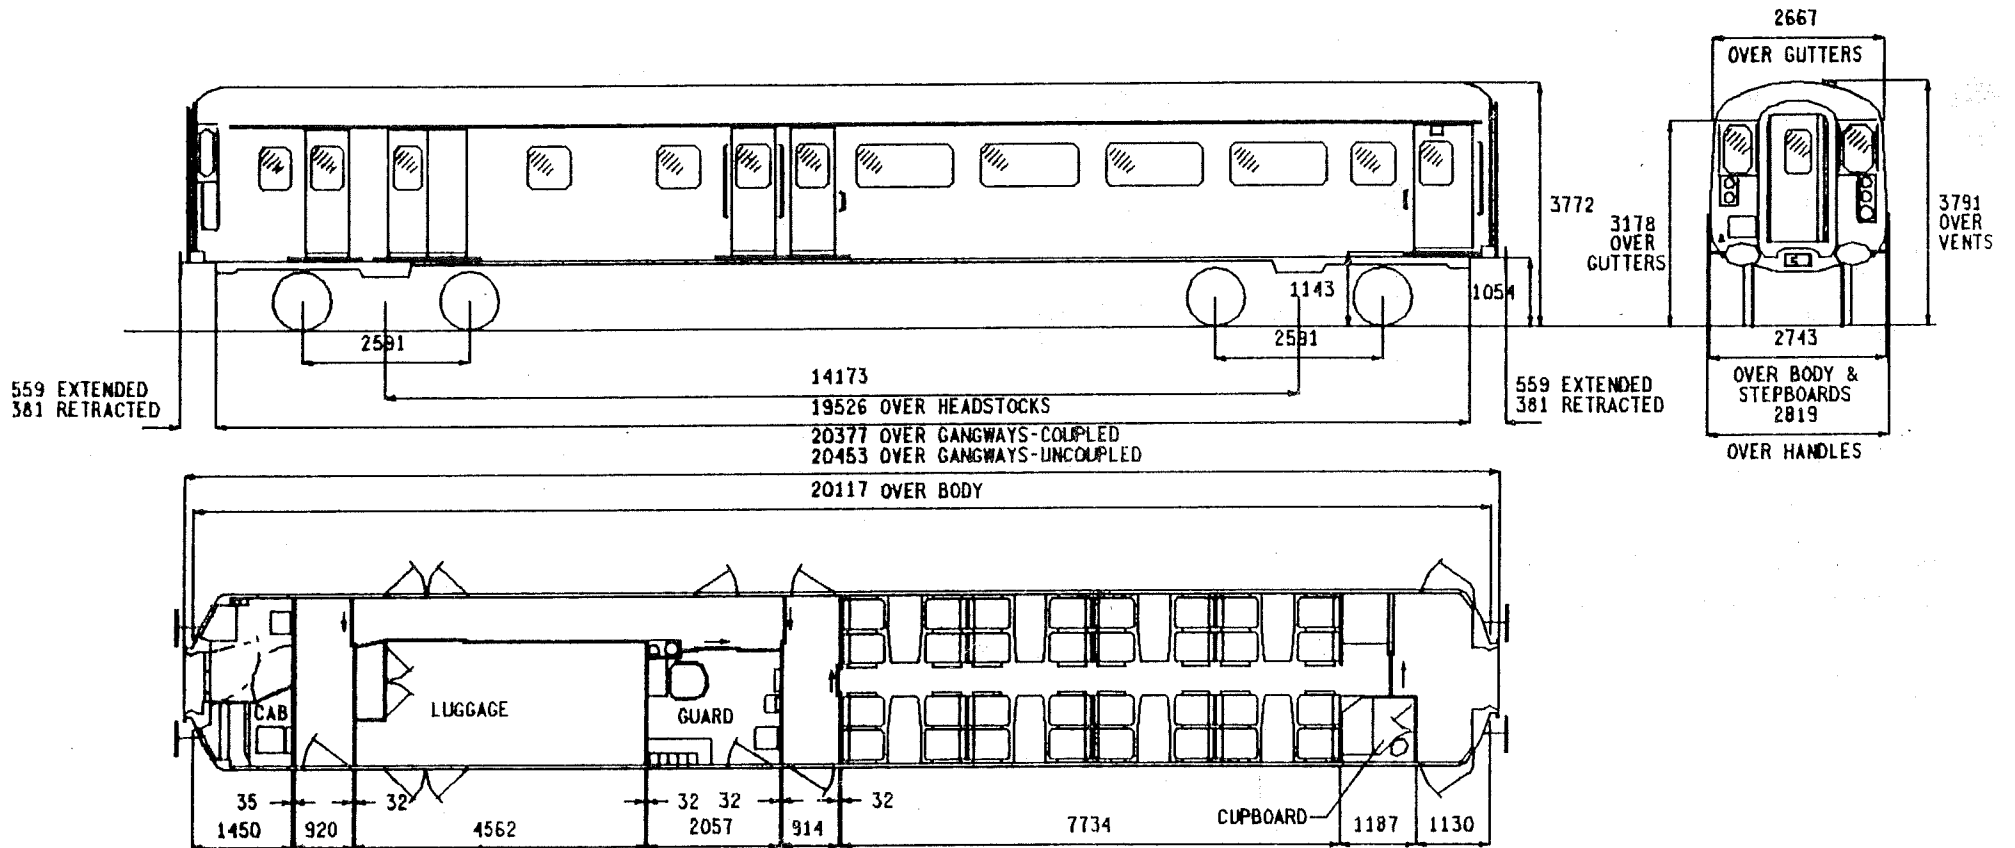 2667
OVER GUTTERS
3772
3178
OVER
GUTTERS
3791
OVER
VENTS
1143
1054
2591
2591
2743
14173
559 EXTENDED
381 RETRACTED
559 EXTENDED
381 RETRACTED
OVER BODY &
STEPBOARDS
2819
19526 OVER HEADSTOCKS
20377 OVER GANGWAYS-COUPLED
20453 OVER GANGWAYS-UNCOUPLED
OVER HANDLES
20117 OVER BODY
CAB
LUGGAGE
GUARD
35
32
32
32
32
CUPBOARD
1450
920
4562
2057
914
7734
1187
1130